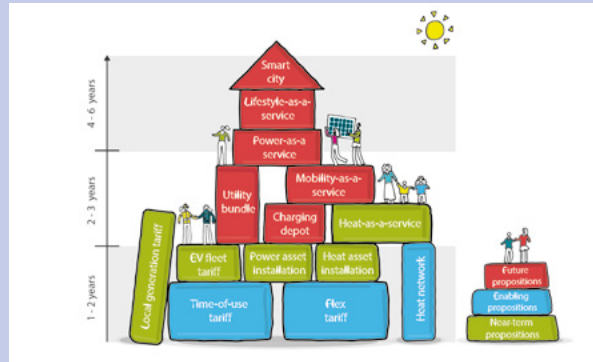 4 - 6 years
2 - 3 years
1 - 2 years
Smart
city
Lifestyle-as-a-
service
Power-as-a
service
Utility
bundle
Mobility-as-a-
service
Charging
depot
Heat-as-a-service
Local generation tariff
EV fleet
tariff
Power asset
installation
Heat asset
installation
Time-of-use
tariff
Flex
tariff
Heat network
Future
propositions
Enabling
propositions
Near-term
propositions